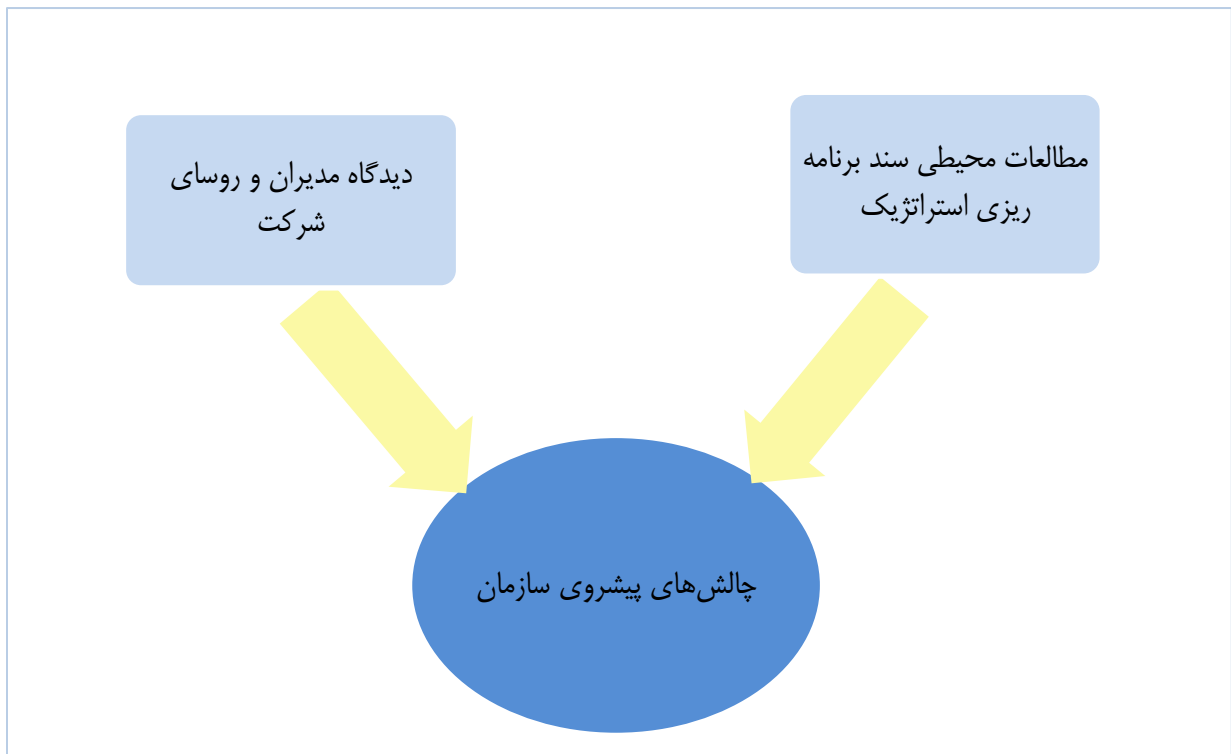 مطالعات محیطی سند برنامه
ریزی استراتژیک
دیدگاه مدیران و روسای
شرکت
چالش‌های پیشروی سازمان